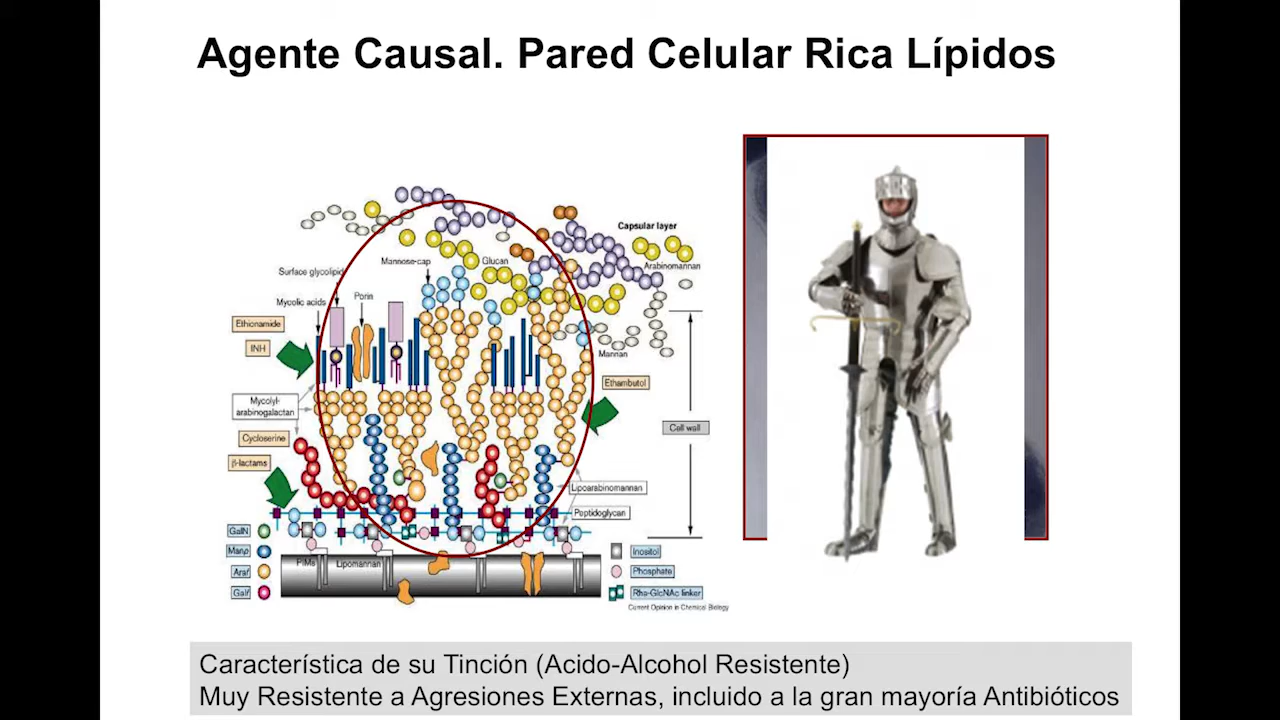 Agente Causal. Pared Celular Rica Lípidos
Capsular layer
Glucan
Arabinomannan
Mannose-cap
Surface glycolipid
Porin
Mycolic acids
Ethionamide
INH
Mannan
Ethambutol
Mycolyl-
arabinogalactan
Cell wall
Cycloserine
β-lactams
Lipoarabinomannan
Peptidoglycan
GalN
Manp
Araf
Galf
PIMs
Lipomannan
Inositol
Phosphate
Rha-GlcNAc linker
Current Opinion in Chemical Biology
Característica de su Tinción (Acido-Alcohol Resistente)
Muy Resistente a Agresiones Externas, incluido a la gran mayoría Antibióticos